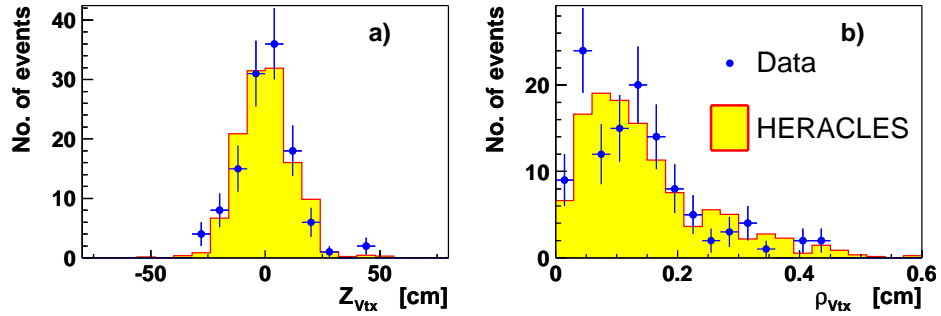 No. of events
40
30
20
10
0
-50
0
50
Z_Vtx [cm]
a)
No. of events
20
10
0
0
0.2
0.4
0.6
ρ_Vtx [cm]
b)
Data
HERACLES